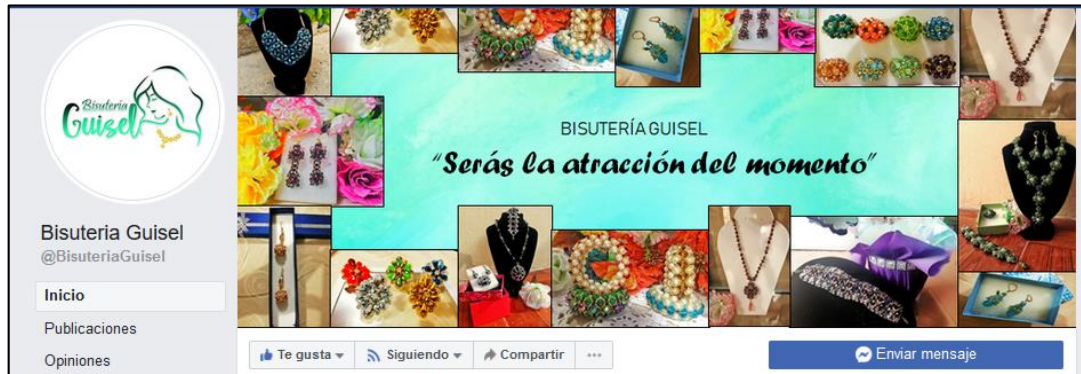 Bisuteria
Guisel
BISUTERÍA GUISEL
“Serás la atracción del momento”
Bisuteria Guisel
@BisuteriaGuisel
Inicio
Publicaciones
Opiniones
Te gusta
Siguiendo
Compartir
Enviar mensaje